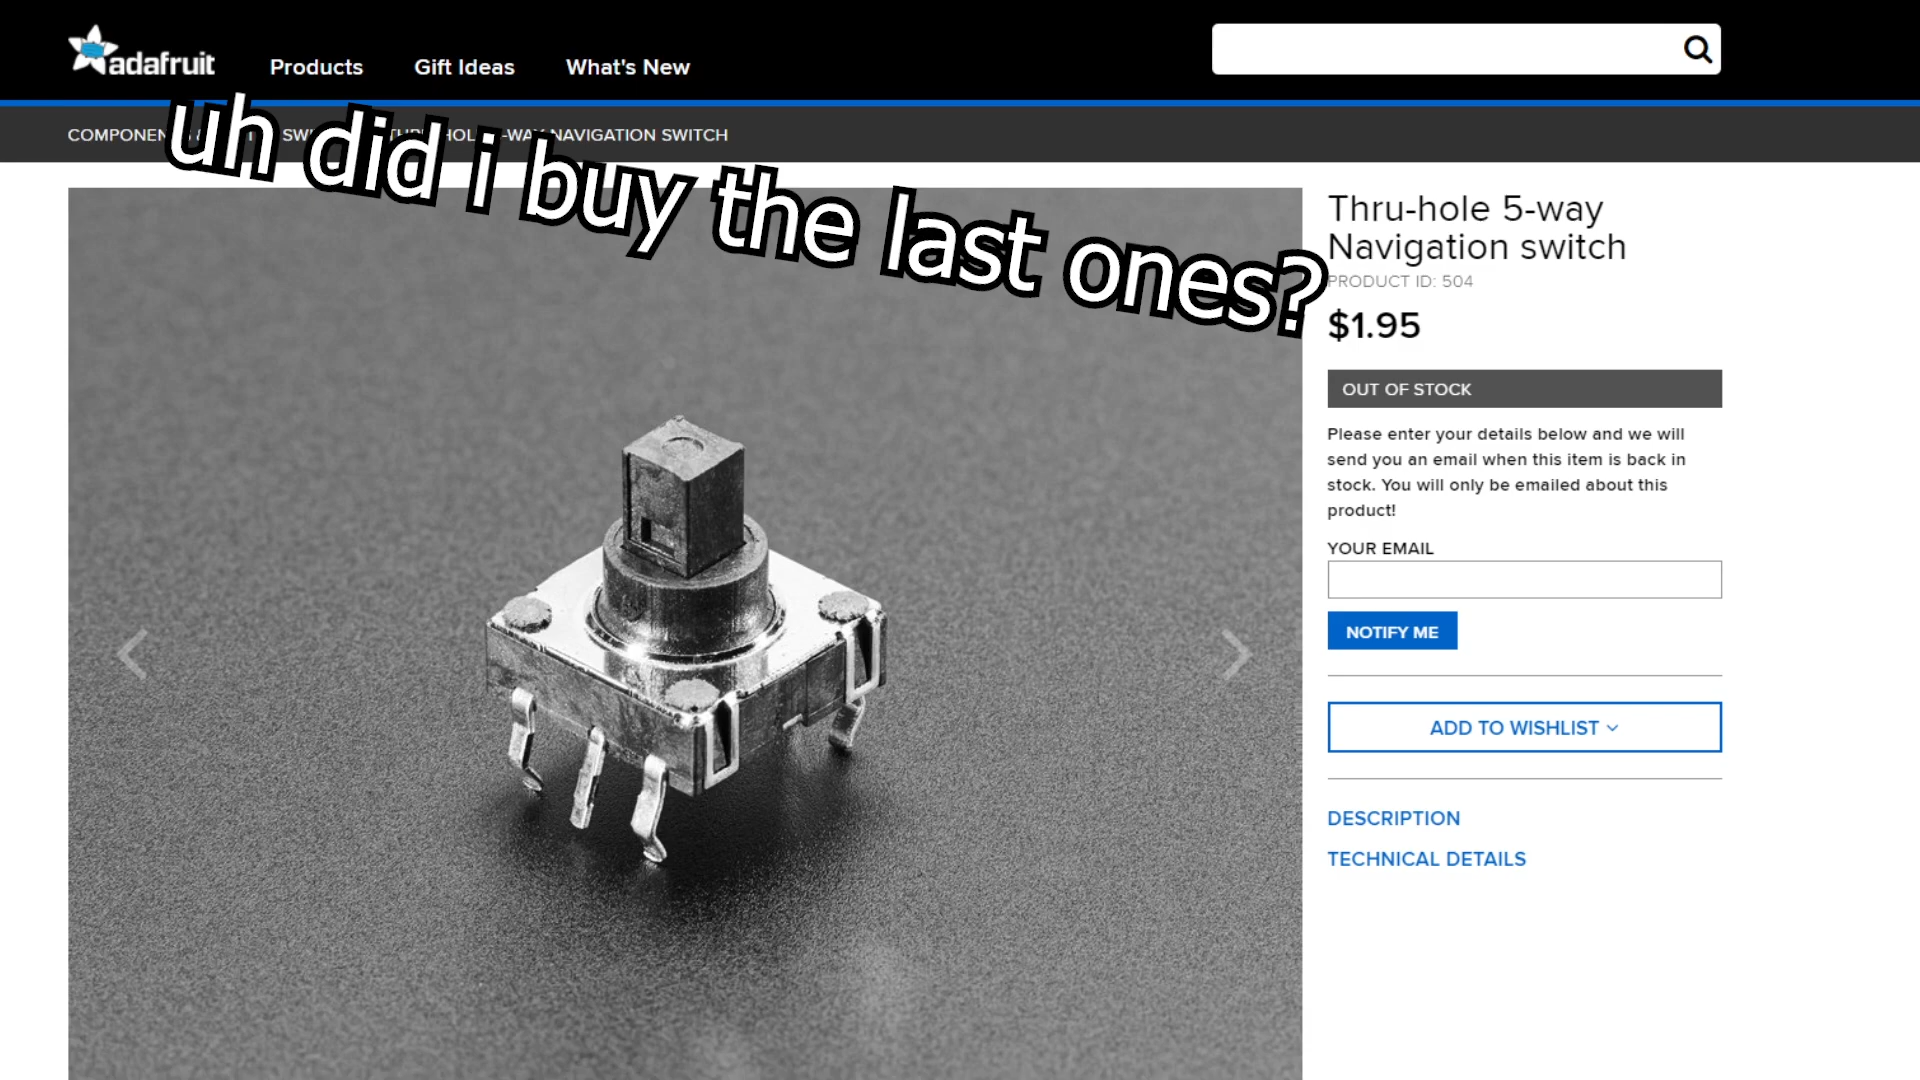 adafruit
Products Gift Ideas What's New
NAVIGATION SWITCH
uh did i buy the last ones?
Thru-hole 5-way
Navigation switch
PRODUCT ID: 504
$1.95
OUT OF STOCK
Please enter your details below and we will
send you an email when this item is back in
stock. You will only be emailed about this
product!
YOUR EMAIL
NOTIFY ME
ADD TO WISHLIST
DESCRIPTION
TECHNICAL DETAILS